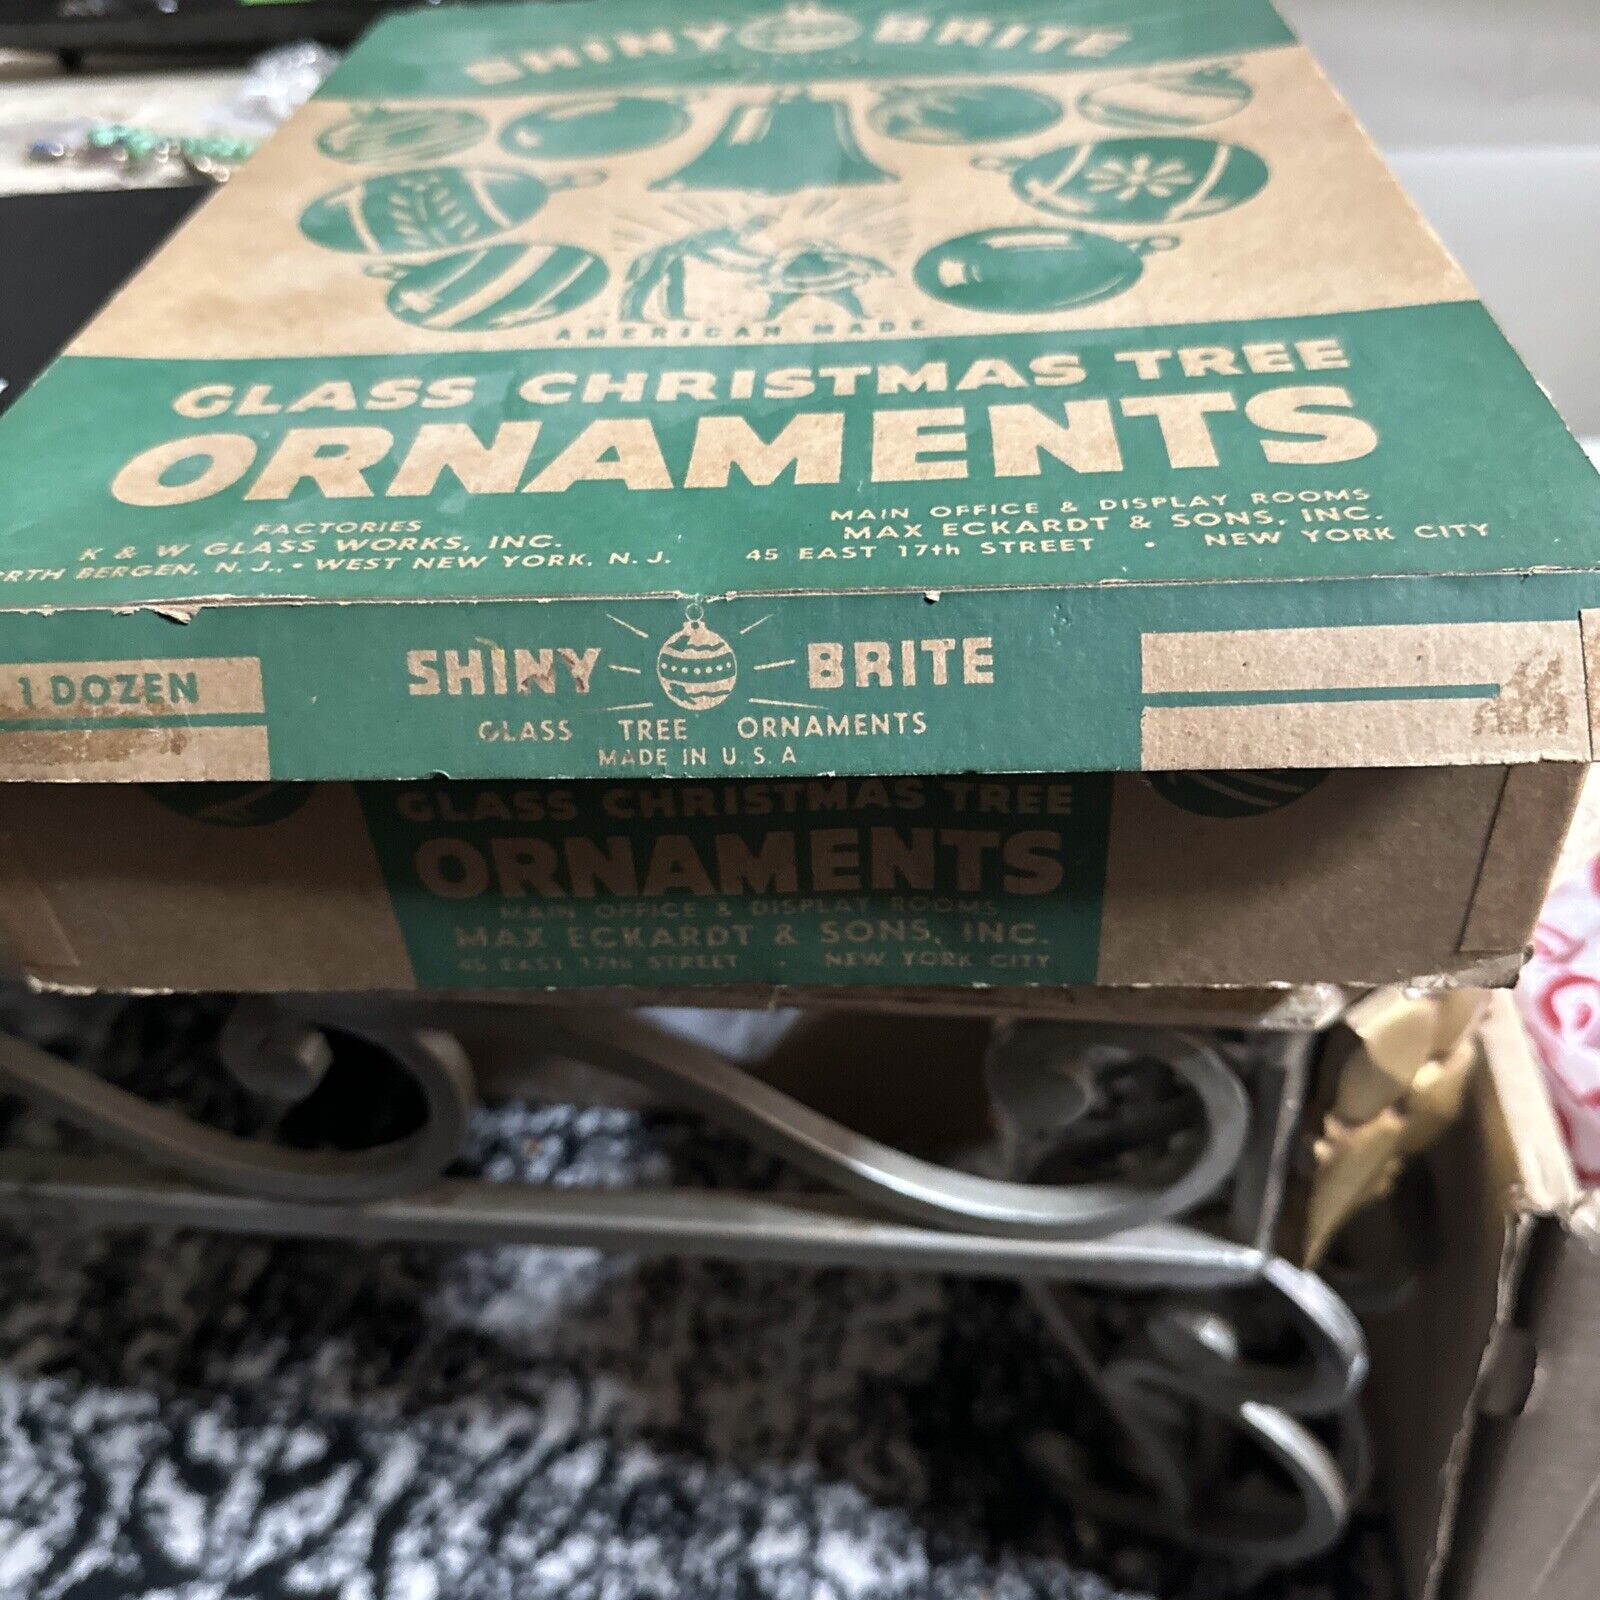 SHINY BRITE
AMERICAN MADE
GLASS CHRISTMAS TREE
ORNAMENTS
FACTORIES
K & W GLASS WORKS, INC.
RTH BERGEN, N. J., • WEST NEW YORK, N. J.
MAIN OFFICE & DISPLAY ROOMS
MAX ECKARDT & SONS, INC.
45 EAST 17th STREET • NEW YORK CITY
1 DOZEN
SHINY BRITE
GLASS TREE ORNAMENTS
MADE IN U. S. A
GLASS CHRISTMAS TREE
ORNAMENTS
MAIN OFFICE & DISPLAY ROOMS
MAX ECKARDT & SONS, INC.
45 EAST 17th STREET • NEW YORK CITY